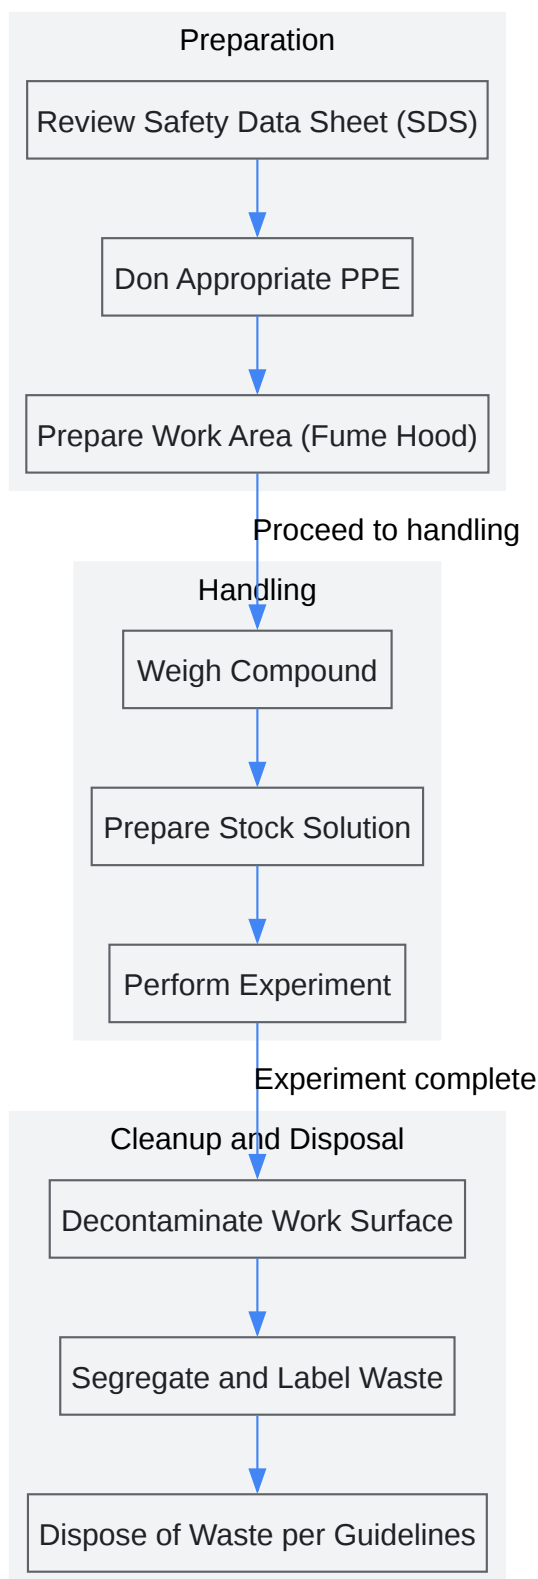 Preparation
Review Safety Data Sheet (SDS)
Don Appropriate PPE
Prepare Work Area (Fume Hood)
Proceed to handling
Handling
Weigh Compound
Prepare Stock Solution
Perform Experiment
Experiment complete
Cleanup and Disposal
Decontaminate Work Surface
Segregate and Label Waste
Dispose of Waste per Guidelines